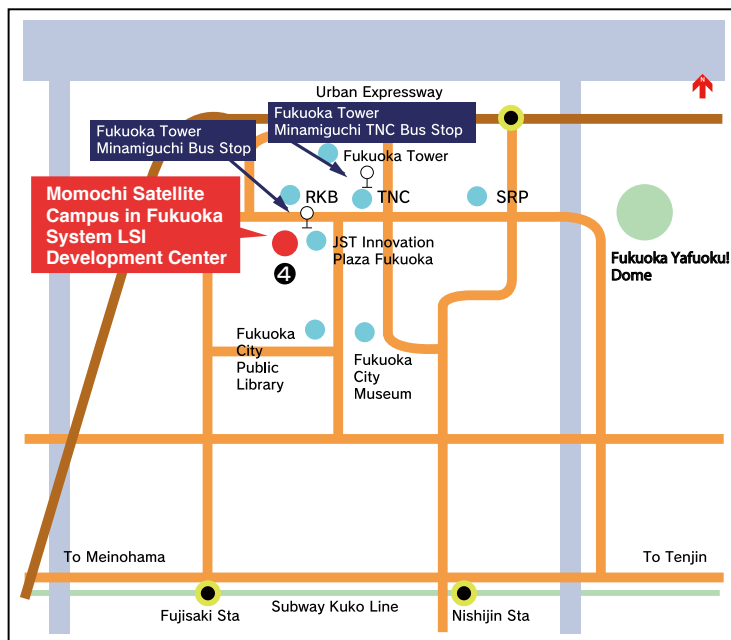 N
Urban Expressway
Fukuoka Tower
Minamiguchi TNC Bus Stop
Fukuoka Tower
Minamiguchi Bus Stop
Fukuoka Tower
Momochi Satellite
Campus in Fukuoka
System LSI
Development Center
RKB
TNC
SRP
JST Innovation
Plaza Fukuoka
Fukuoka Yafuoku!
Dome
4
Fukuoka
City
Public
Library
Fukuoka
City
Museum
To Meinohama
To Tenjin
Fujisaki Sta
Subway Kuko Line
Nishijin Sta